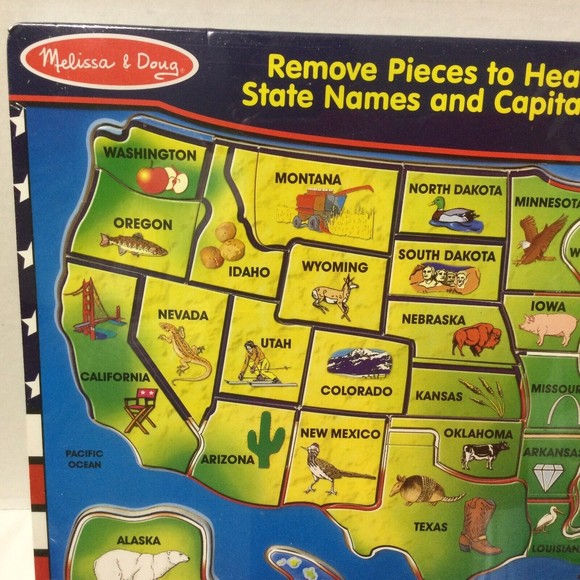 Melissa & Doug
Remove Pieces to Hea
State Names and Capita
WASHINGTON
MONTANA
NORTH DAKOTA
MINNESOTA
OREGON
IDAHO
WYOMING
SOUTH DAKOTA
IOWA
NEVADA
UTAH
NEBRASKA
CALIFORNIA
COLORADO
KANSAS
MISSOU
ARIZONA
NEW MEXICO
OKLAHOMA
ARKANSAS
PACIFIC
OCEAN
TEXAS
ALASKA
LOUISIAN